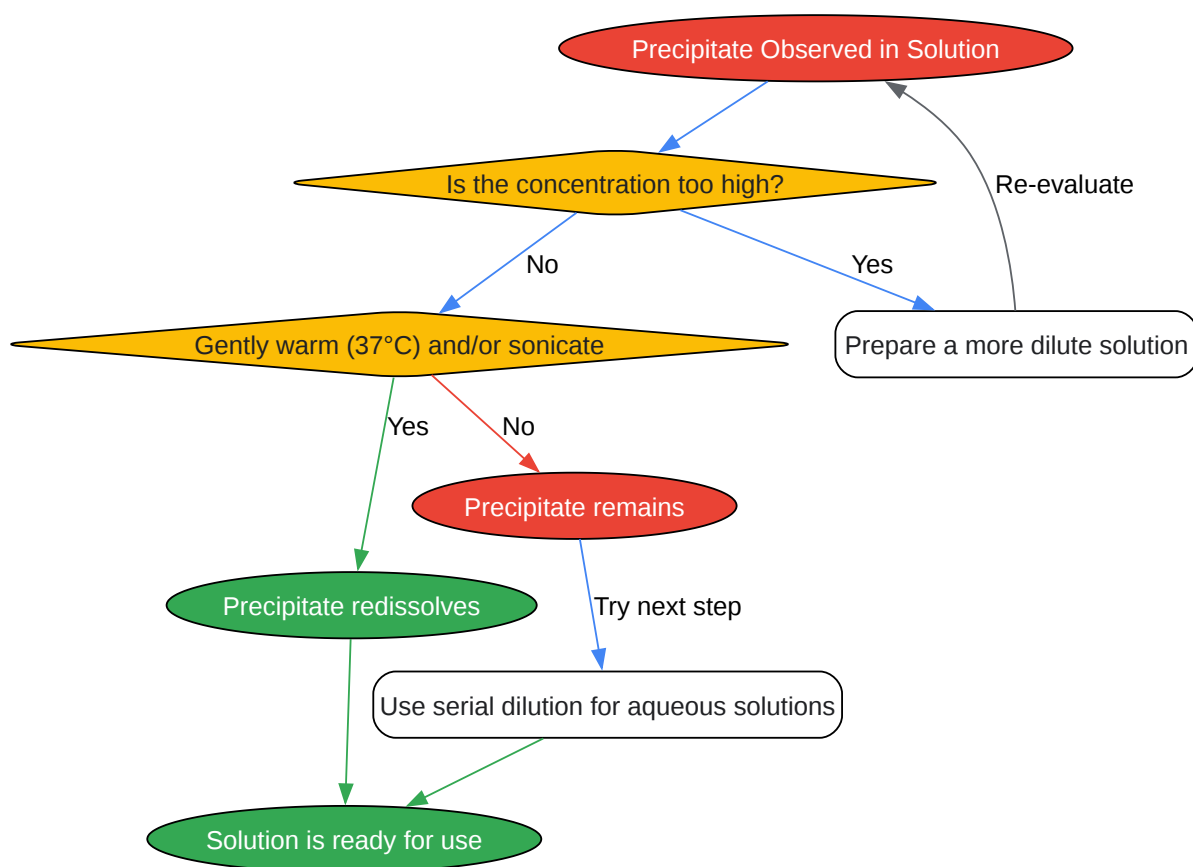 Precipitate Observed in Solution
Is the concentration too high?
Re-evaluate
No
Yes
Gently warm (37°C) and/or sonicate
Prepare a more dilute solution
Yes
No
Precipitate remains
Precipitate redissolves
Try next step
Use serial dilution for aqueous solutions
Solution is ready for use